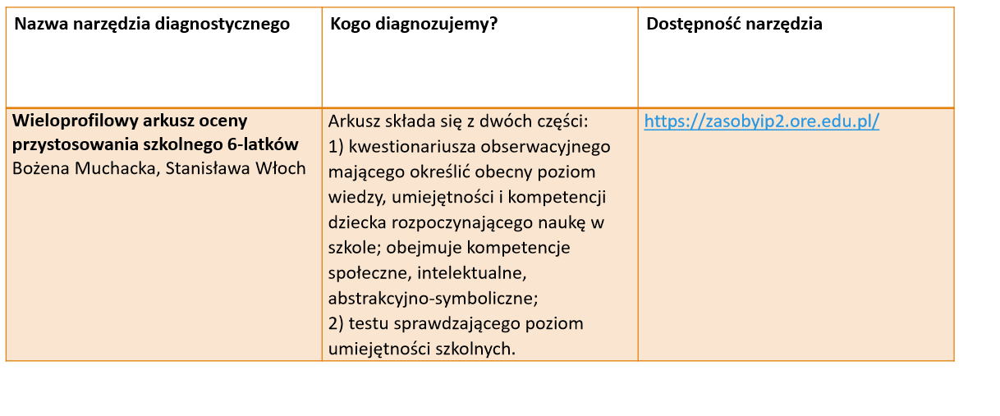 Nazwa narzędzia diagnostycznego
Kogo diagnozujemy?
Dostępność narzędzia
Wieloprofilowy arkusz oceny
przystosowania szkolnego 6-latków
Bożena Muchacka, Stanisława Włoch
Arkusz składa się z dwóch części:
1) kwestionariusza obserwacyjnego
mającego określić obecny poziom
wiedzy, umiejętności i kompetencji
dziecka rozpoczynającego naukę w
szkole; obejmuje kompetencje
społeczne, intelektualne,
abstrakcyjno-symboliczne;
2) testu sprawdzającego poziom
umiejętności szkolnych.
https://zasobyip2.ore.edu.pl/